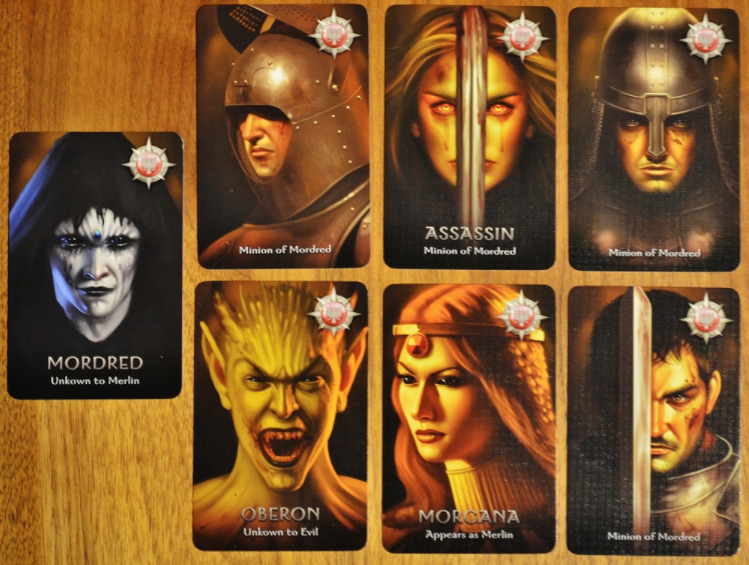 MORDRED
Unkown to Merlin
Minion of Mordred
ASSASSIN
Minion of Mordred
Minion of Mordred
OBERON
Unkown to Evil
MORGANA
Appears as Merlin
Minion of Mordred